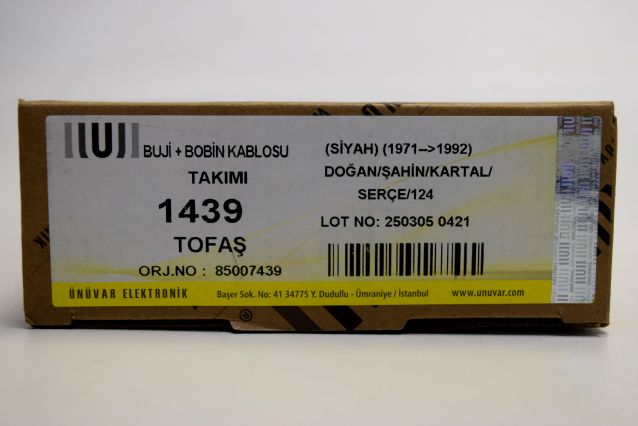 BUJİ + BOBİN KABLOSU
TAKIMI
1439
TOFAŞ
ORJ.NO : 85007439
(SİYAH) (1971-->1992)
DOĞAN/ŞAHİN/KARTAL/
SERÇE/124
LOT NO: 250305 0421
ÜNÜVAR ELEKTRONİK
Başer Sok. No: 41 34775 Y. Dudullu - Ümraniye / İstanbul
www.unuvar.com